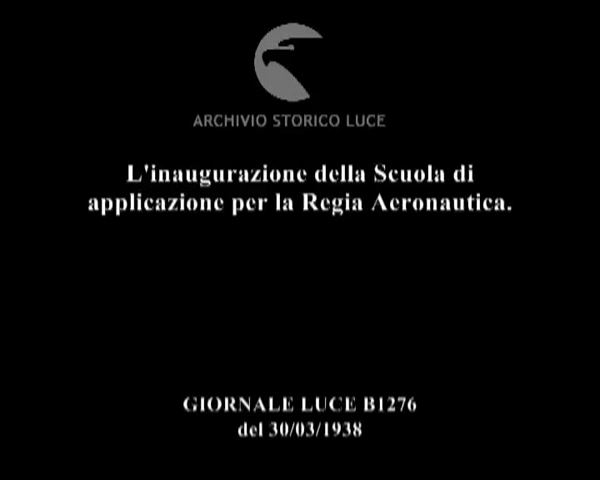 ARCHIVIO STORICO LUCE
L'inaugurazione della Scuola di
applicazione per la Regia Aeronautica.
GIORNALE LUCE B1276
del 30/03/1938